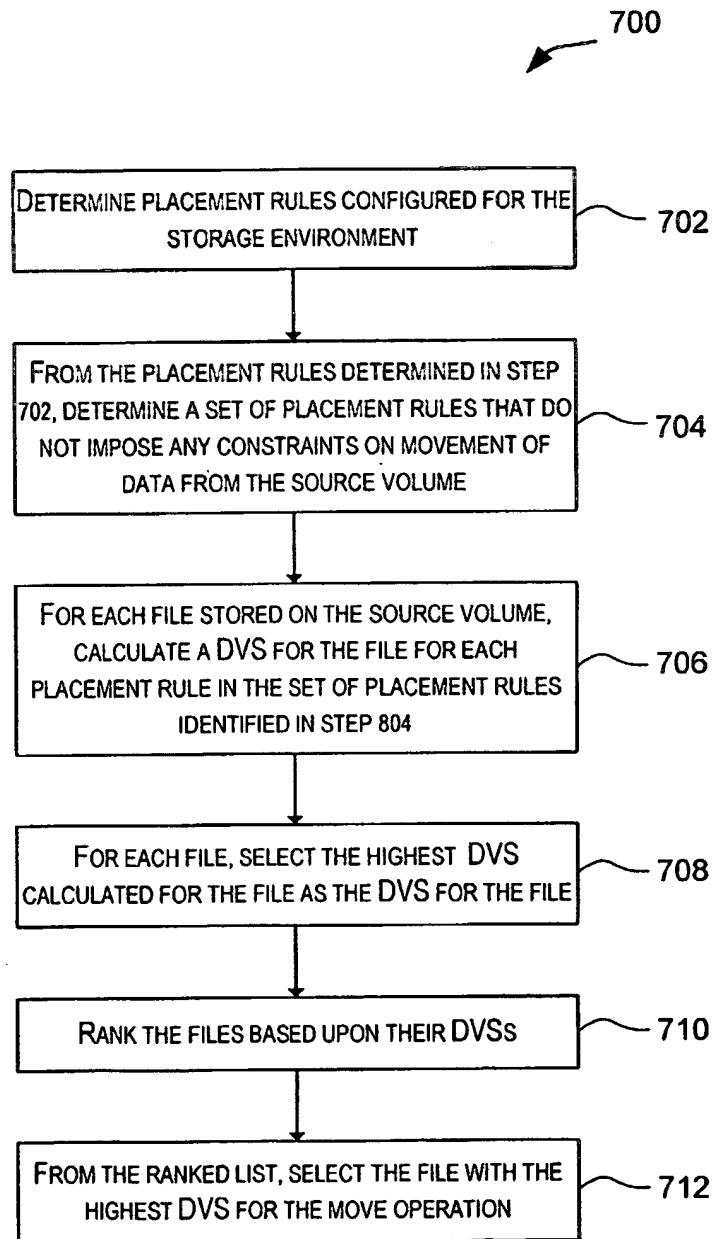 700
DETERMINE PLACEMENT RULES CONFIGURED FOR THE
STORAGE ENVIRONMENT
702
FROM THE PLACEMENT RULES DETERMINED IN STEP
702, DETERMINE A SET OF PLACEMENT RULES THAT DO
NOT IMPOSE ANY CONSTRAINTS ON MOVEMENT OF
DATA FROM THE SOURCE VOLUME
704
FOR EACH FILE STORED ON THE SOURCE VOLUME,
CALCULATE A DVS FOR THE FILE FOR EACH
PLACEMENT RULE IN THE SET OF PLACEMENT RULES
IDENTIFIED IN STEP 804
706
FOR EACH FILE, SELECT THE HIGHEST DVS
CALCULATED FOR THE FILE AS THE DVS FOR THE FILE
708
RANK THE FILES BASED UPON THEIR DVSS
710
FROM THE RANKED LIST, SELECT THE FILE WITH THE
HIGHEST DVS FOR THE MOVE OPERATION
712